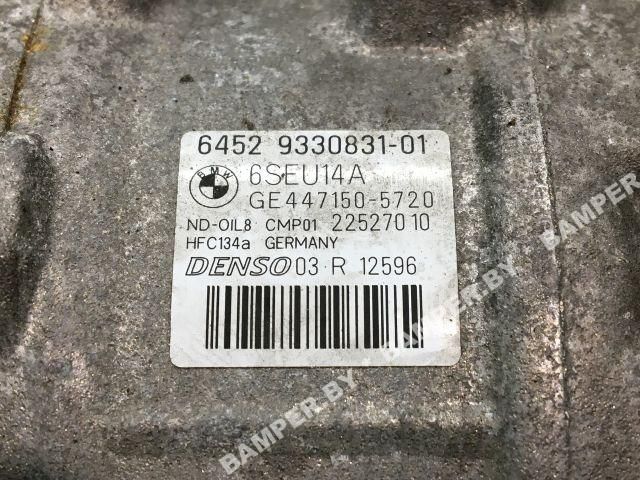 6452 9330831-01
BMW 6SEU14A
GE447150-5720
ND-OIL8 CMP01 22527010
HFC134a GERMANY
DENSO 03 R 12596
BAMPER.BY BAMPER.BY BAMPER.BY